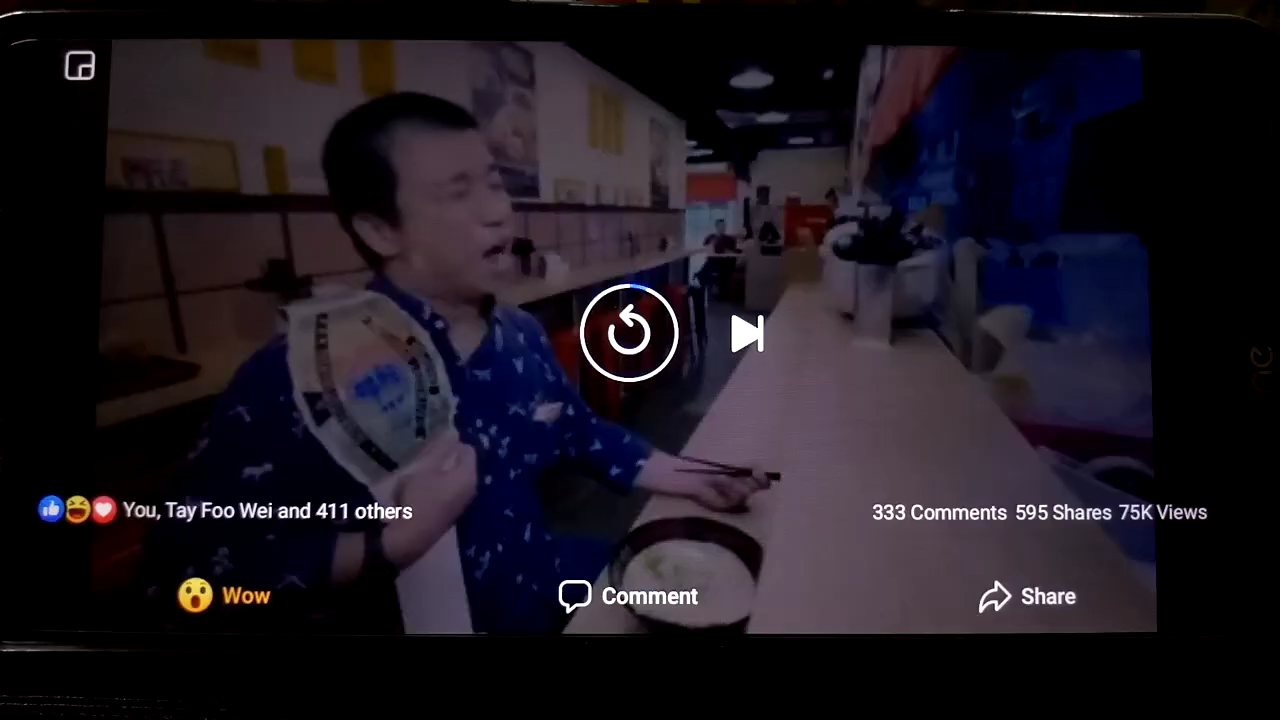 You, Tay Foo Wei and 411 others
333 Comments 595 Shares 75K Views
Wow
Comment
Share